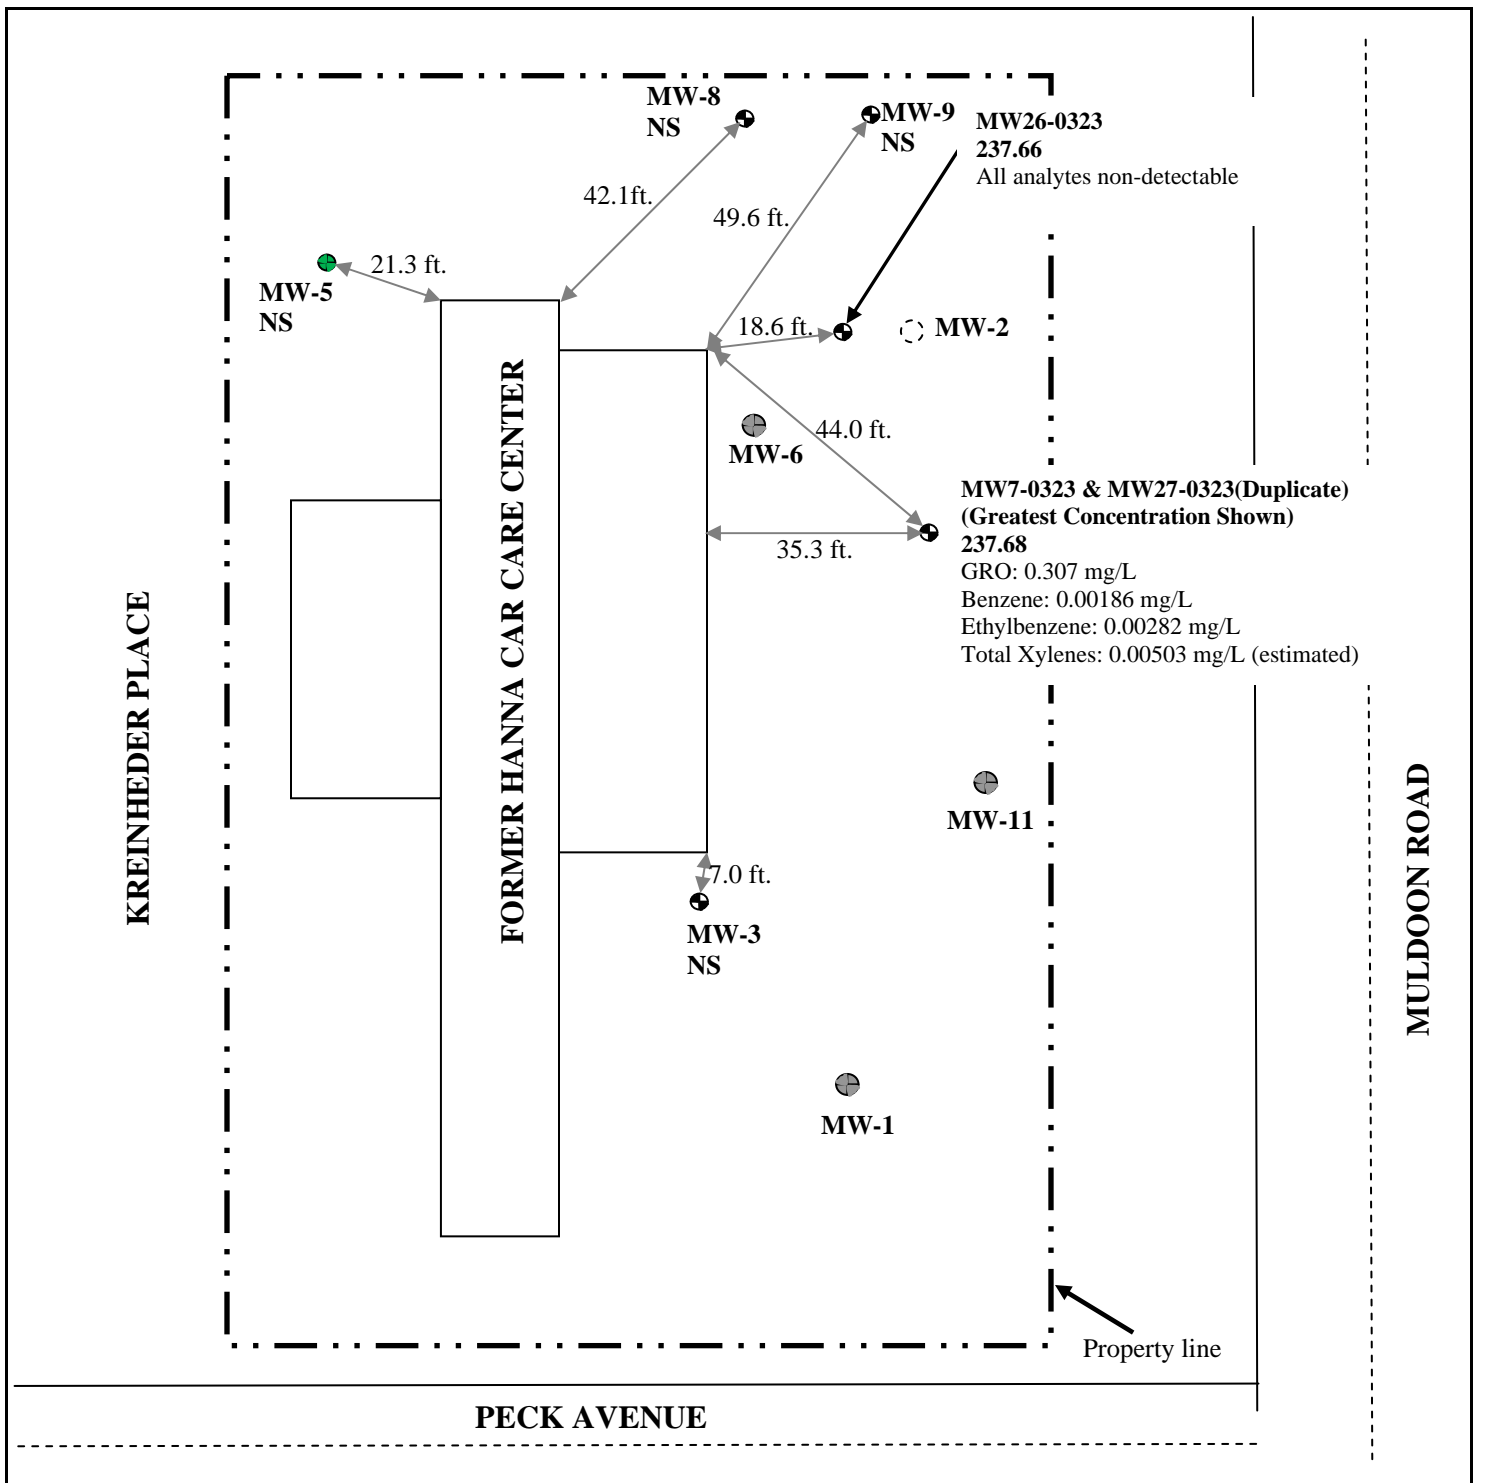 MW-8
NS
MW-9
NS
MW26-0323
237.66
All analytes non-detectable
42.1ft.
49.6 ft.
21.3 ft.
MW-5
NS
18.6 ft.
MW-2
MW-6
44.0 ft.
MW7-0323 & MW27-0323(Duplicate)
(Greatest Concentration Shown)
237.68
GRO: 0.307 mg/L
Benzene: 0.00186 mg/L
Ethylbenzene: 0.00282 mg/L
Total Xylenes: 0.00503 mg/L (estimated)
35.3 ft.
FORMER HANNA CAR CARE CENTER
KREINHEDER PLACE
MULDOON ROAD
MW-11
7.0 ft.
MW-3
NS
MW-1
Property line
PECK AVENUE